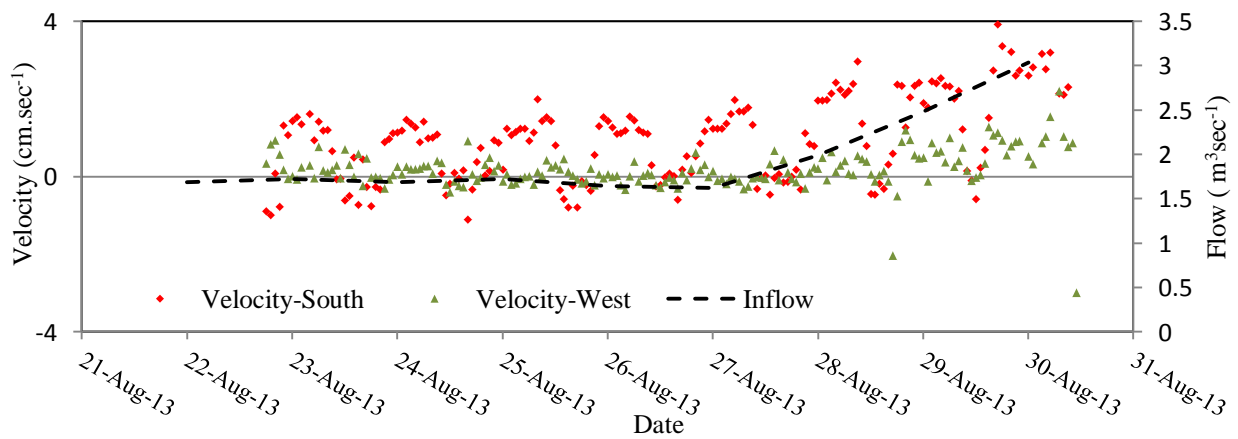 4
0
-4
Velocity (cm.sec⁻¹)
3.5
3
2.5
2
1.5
1
0.5
0
Flow ( m³sec⁻¹)
Velocity-South
Velocity-West
Inflow
21-Aug-13
22-Aug-13
23-Aug-13
24-Aug-13
25-Aug-13
26-Aug-13
27-Aug-13
28-Aug-13
29-Aug-13
30-Aug-13
31-Aug-13
Date